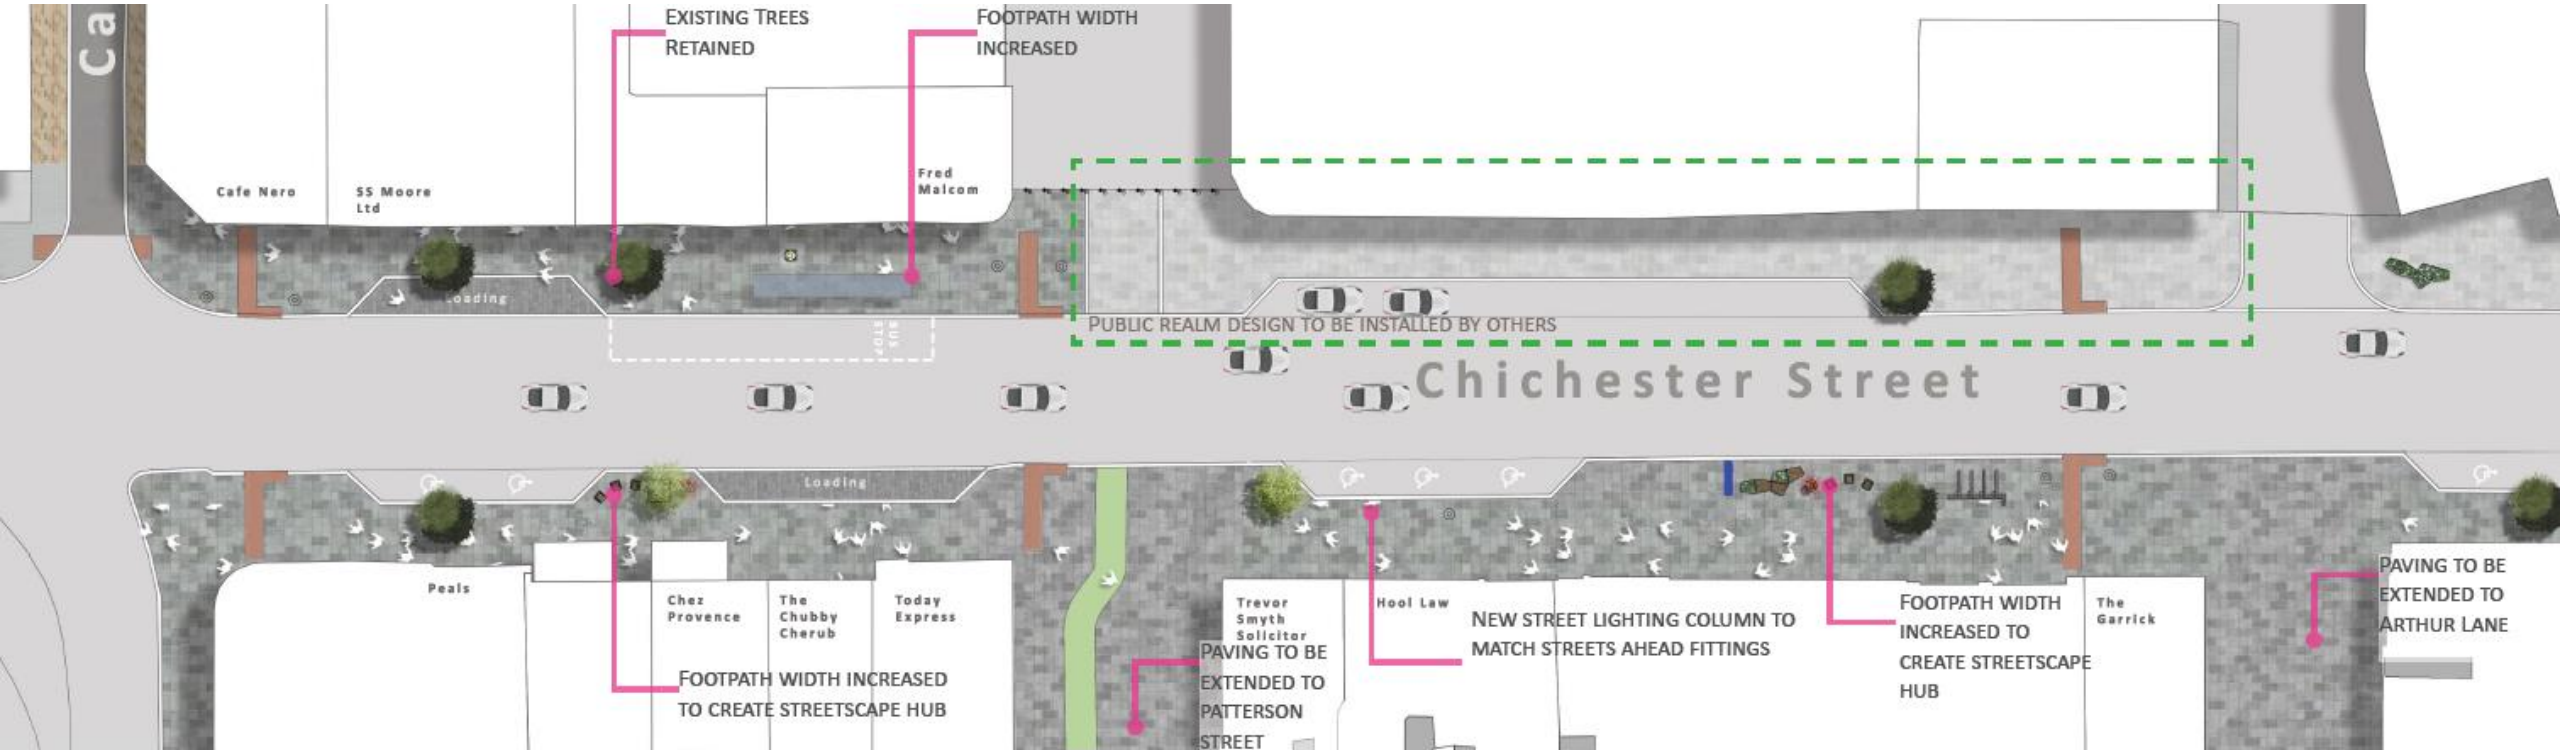 Ca
EXISTING TREES
RETAINED
FOOTPATH WIDTH
INCREASED
Cafe Nero
SS Moore
Ltd
Fred
Malcom
Loading
BUS
STOP
PUBLIC REALM DESIGN TO BE INSTALLED BY OTHERS
Chichester Street
Loading
Peals
Chez
Provence
The
Chubby
Cherub
Today
Express
FOOTPATH WIDTH INCREASED
TO CREATE STREETSCAPE HUB
Trevor
Smyth
Solicitor
PAVING TO BE
EXTENDED TO
PATTERSON
STREET
Hool Law
NEW STREET LIGHTING COLUMN TO
MATCH STREETS AHEAD FITTINGS
FOOTPATH WIDTH
INCREASED TO
CREATE STREETSCAPE
HUB
The
Garrick
PAVING TO BE
EXTENDED TO
ARTHUR LANE